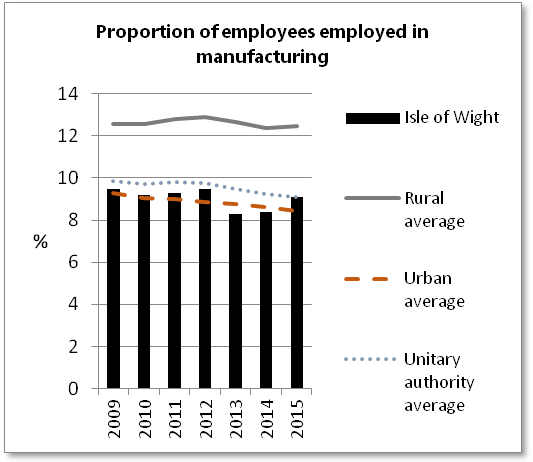 Proportion of employees employed in
manufacturing
14
12
10
8
6
4
2
0
%
2009
2010
2011
2012
2013
2014
2015
Isle of Wight
Rural
average
Urban
average
Unitary
authority
average